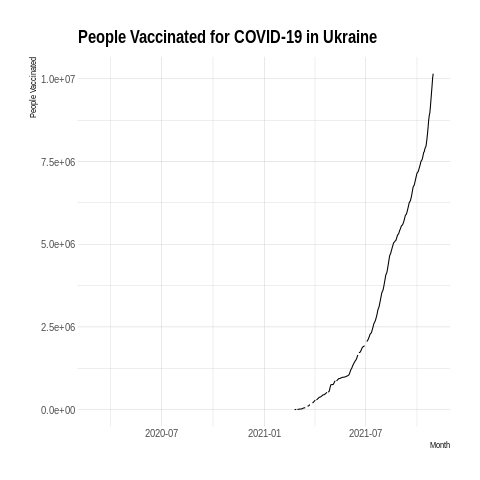 People Vaccinated for COVID-19 in Ukraine
People Vaccinated
1.0e+07
7.5e+06
5.0e+06
2.5e+06
0.0e+00
2020-07
2021-01
2021-07
Month